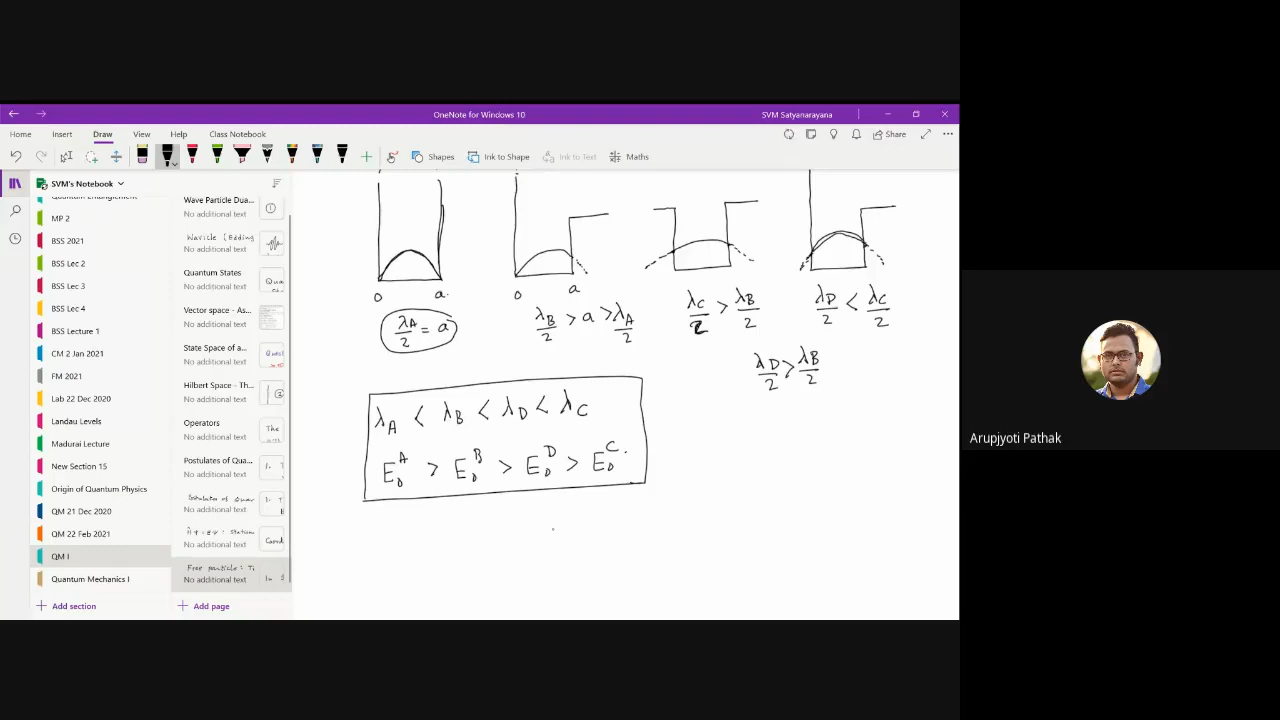 OneNote for Windows 10
SVM Satyanarayana
Home Insert Draw View Help Class Notebook
Share
Shapes Ink to Shape Ink to Text Maths
SVM's Notebook
Quantum Entanglement
MP 2
BSS 2021
BSS Lec 2
BSS Lec 3
BSS Lec 4
BSS Lecture 1
CM 2 Jan 2021
FM 2021
Lab 22 Dec 2020
Landau Levels
Madurai Lecture
New Section 15
Origin of Quantum Physics
QM 21 Dec 2020
QM 22 Feb 2021
QM I
Quantum Mechanics I
Add section
Wave Particle Dua...
No additional text
Wavicle (Edding
No additional text
Quantum States
No additional text
Vector space - As...
No additional text
State Space of a...
No additional text
Hilbert Space - Th...
No additional text
Operators
No additional text
Postulates of Qua...
No additional text
No additional text
No additional text
Free particle: Ti
No additional text
Add page
0 a
0 a
λA/2 = a
λB/2 > a > λA/2
λC/2 > λB/2
λD/2 < λC/2
λD/2 > λB/2
λA < λB < λD < λC
E₀ᴬ > E₀ᴮ > E₀ᴰ > E₀ᶜ.
Arupjyoti Pathak